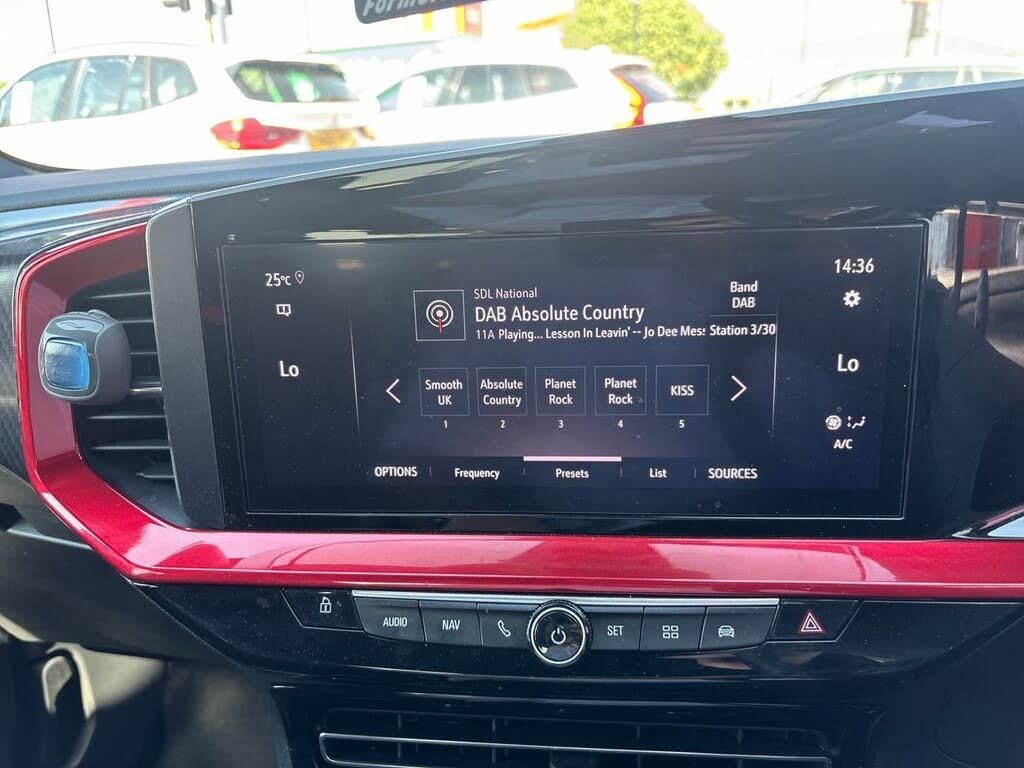 25°C
14:36
SDL National
Band
DAB Absolute Country
DAB
11A Playing... Lesson In Leavin' -- Jo Dee Mess
Station 3/30
Lo
Lo
Smooth
UK
Absolute
Country
Planet
Rock
Planet
Rock
KISS
1
2
3
4
5
A/C
OPTIONS
Frequency
Presets
List
SOURCES
AUDIO
NAV
SET